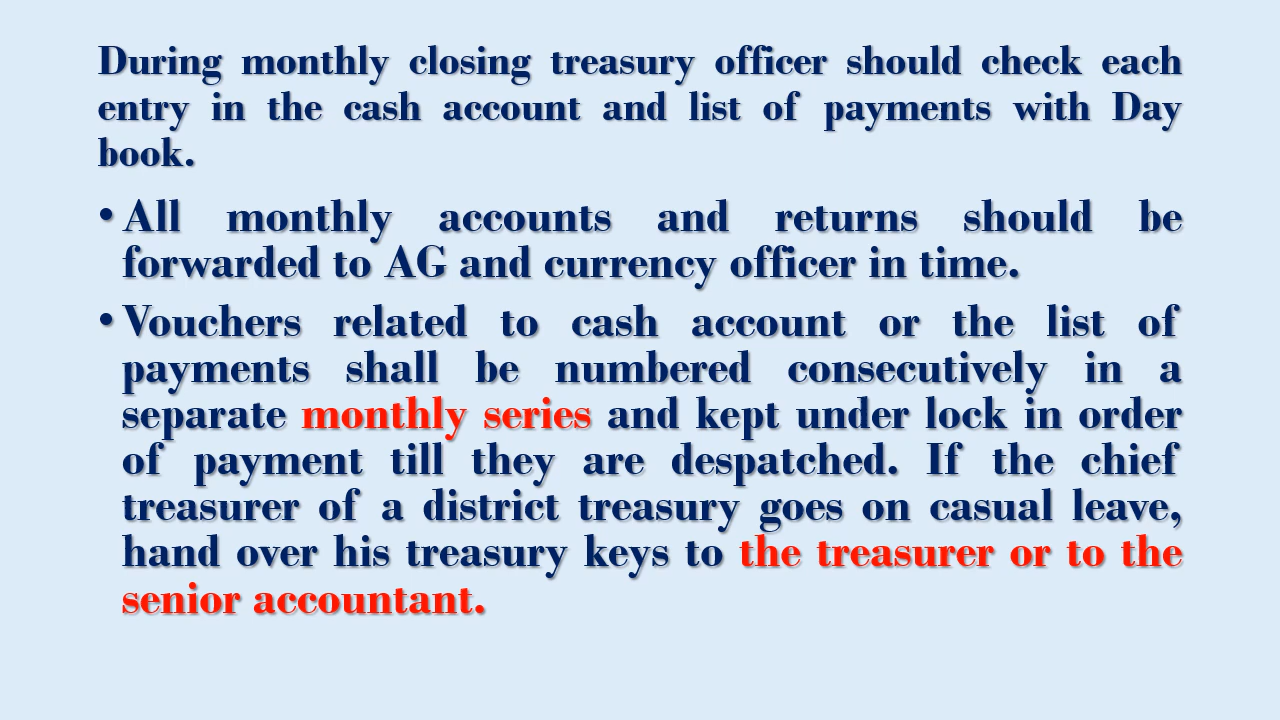 During monthly closing treasury officer should check each
entry in the cash account and list of payments with Day
book.
• All monthly accounts and returns should be
forwarded to AG and currency officer in time.
• Vouchers related to cash account or the list of
payments shall be numbered consecutively in a
separate monthly series and kept under lock in order
of payment till they are despatched. If the chief
treasurer of a district treasury goes on casual leave,
hand over his treasury keys to the treasurer or to the
senior accountant.